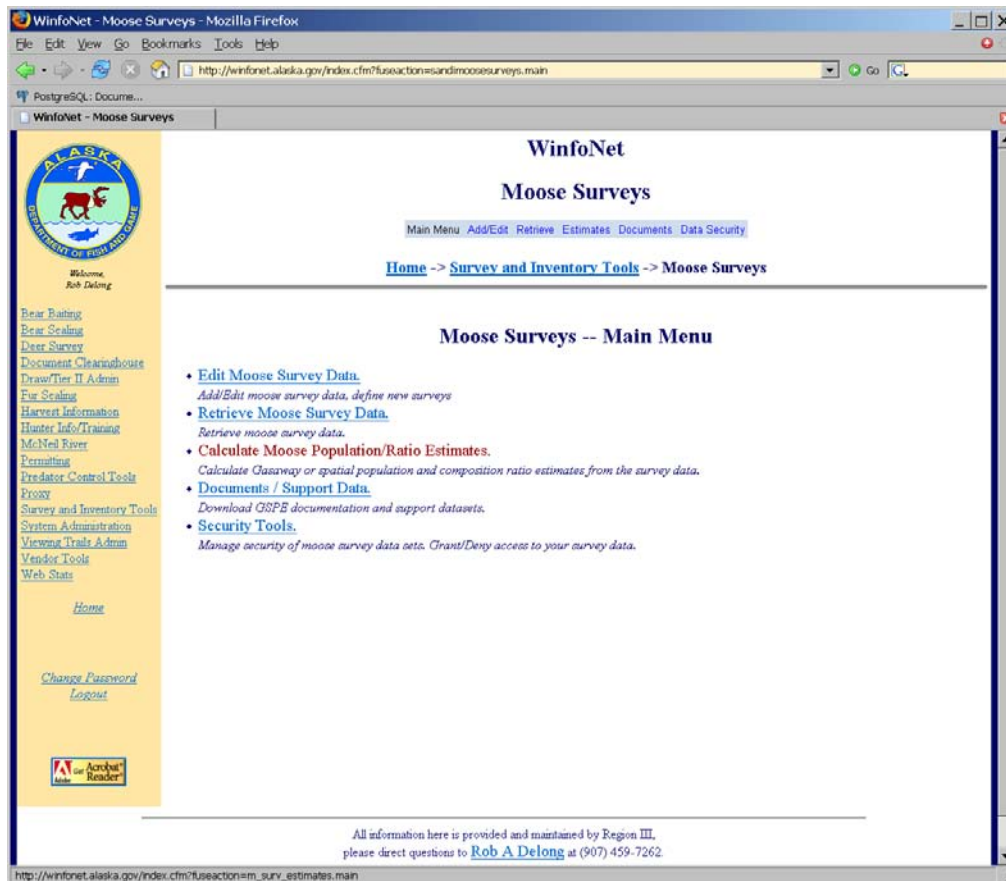 WinfoNet - Moose Surveys - Mozilla Firefox
File Edit View Go Bookmarks Tools Help
http://winfonet.alaska.gov/index.cfm?fuseaction=sandimoosesurveys.main
Go
G.
PostgreSQL: Docume...
WinfoNet - Moose Surveys
ALASKA
DEPARTMENT OF FISH AND GAME
Welcome,
Rob Delong
Bear Baiting
Bear Sealing
Deer Survey
Document Clearinghouse
Draw/Tier II Admin
Fur Sealing
Harvest Information
Hunter Info/Training
McNeil River
Permitting
Predator Control Tools
Proxy
Survey and Inventory Tools
System Administration
Viewing Trails Admin
Vendor Tools
Web Stats
Home
Change Password
Logout
Get Acrobat®
Adobe Reader®
WinfoNet
Moose Surveys
Main Menu Add/Edit Retrieve Estimates Documents Data Security
Home -> Survey and Inventory Tools -> Moose Surveys
Moose Surveys -- Main Menu
Edit Moose Survey Data.
Add/Edit moose survey data, define new surveys
Retrieve Moose Survey Data.
Retrieve moose survey data.
Calculate Moose Population/Ratio Estimates.
Calculate Gasaway or spatial population and composition ratio estimates from the survey data.
Documents / Support Data.
Download GSPE documentation and support datasets.
Security Tools.
Manage security of moose survey data sets. Grant/Deny access to your survey data.
All information here is provided and maintained by Region III,
please direct questions to Rob A Delong at (907) 459-7262.
http://winfonet.alaska.gov/index.cfm?fuseaction=m_surv_estimates.main